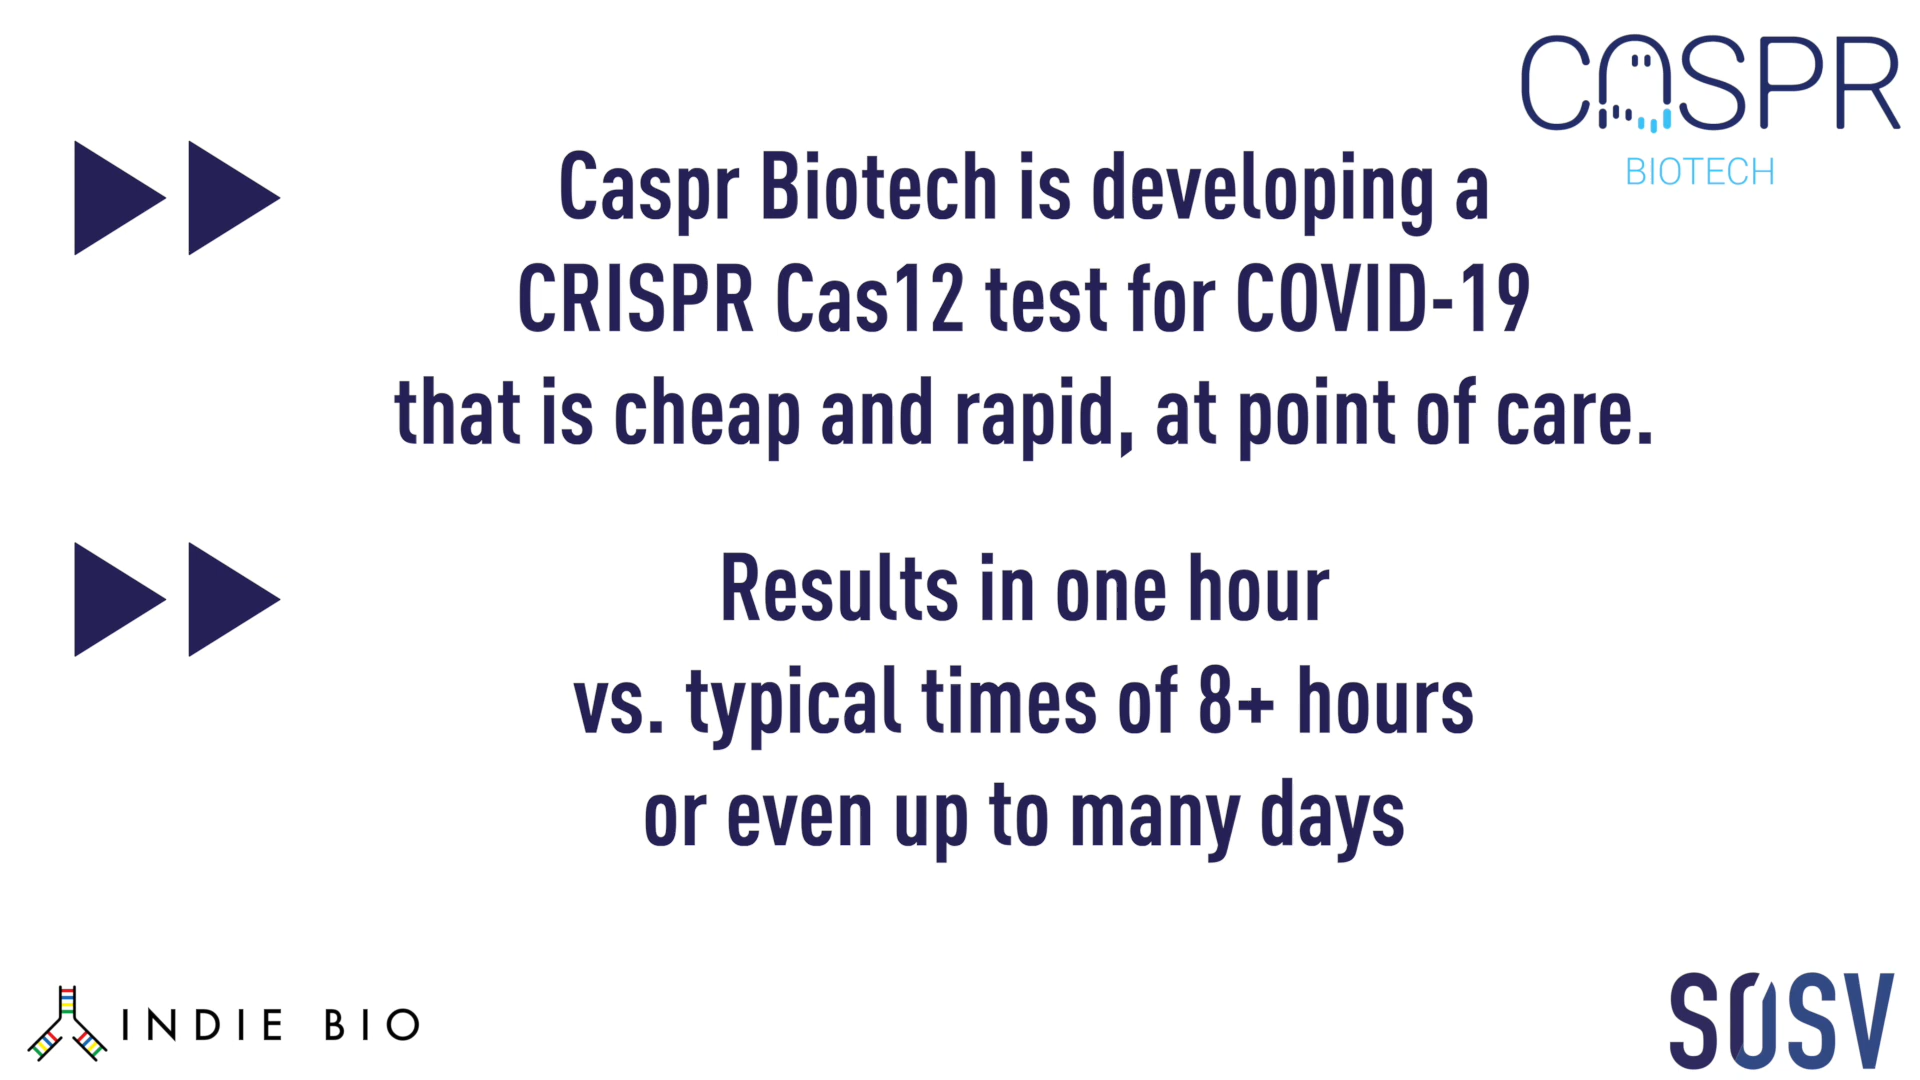 CASPR
BIOTECH
Caspr Biotech is developing a
CRISPR Cas12 test for COVID-19
that is cheap and rapid, at point of care.
Results in one hour
vs. typical times of 8+ hours
or even up to many days
INDIE BIO
SOSV